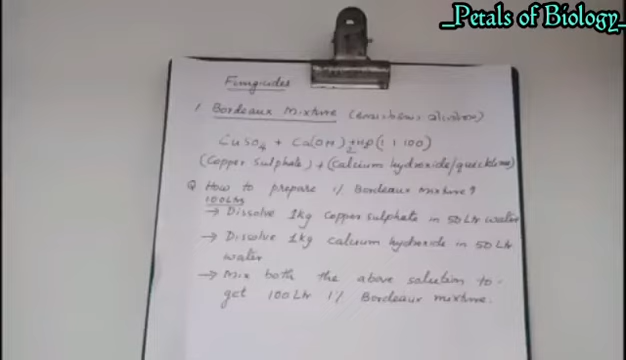 _Petals of Biology_
Fungicides
1. Bordeaux Mixture
CuSO4 + Ca(OH)2 + H2O (1 1 100)
(Copper sulphate) + (Calcium hydroxide/quicklime)
Q How to prepare 1% Bordeaux mixture?
100Ltr
→ Dissolve 1kg Copper sulphate in 50 Ltr water
→ Dissolve 1kg calcium hydroxide in 50 Ltr
water
→ Mix both the above solution to
get 100 Ltr 1% Bordeaux mixture.